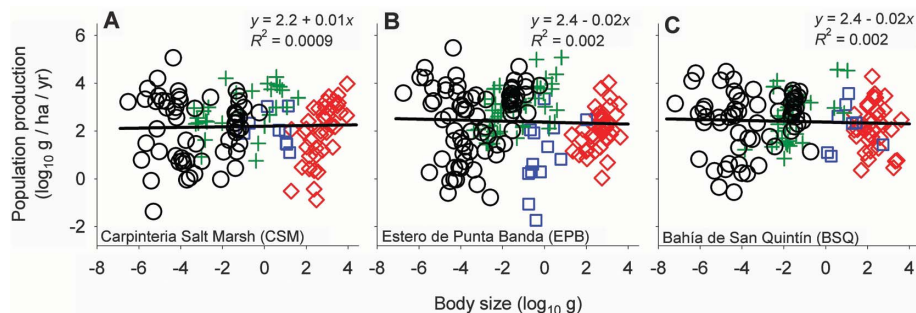 Population production
(log10 g / ha / yr)
6
4
2
0
-2
A
y = 2.2 + 0.01x
R2 = 0.0009
Carpinteria Salt Marsh (CSM)
B
y = 2.4 - 0.02x
R2 = 0.002
Estero de Punta Banda (EPB)
C
y = 2.4 - 0.02x
R2 = 0.002
Bahía de San Quintín (BSQ)
-8 -6 -4 -2 0 2 4
-8 -6 -4 -2 0 2 4
-8 -6 -4 -2 0 2 4
Body size (log10 g)